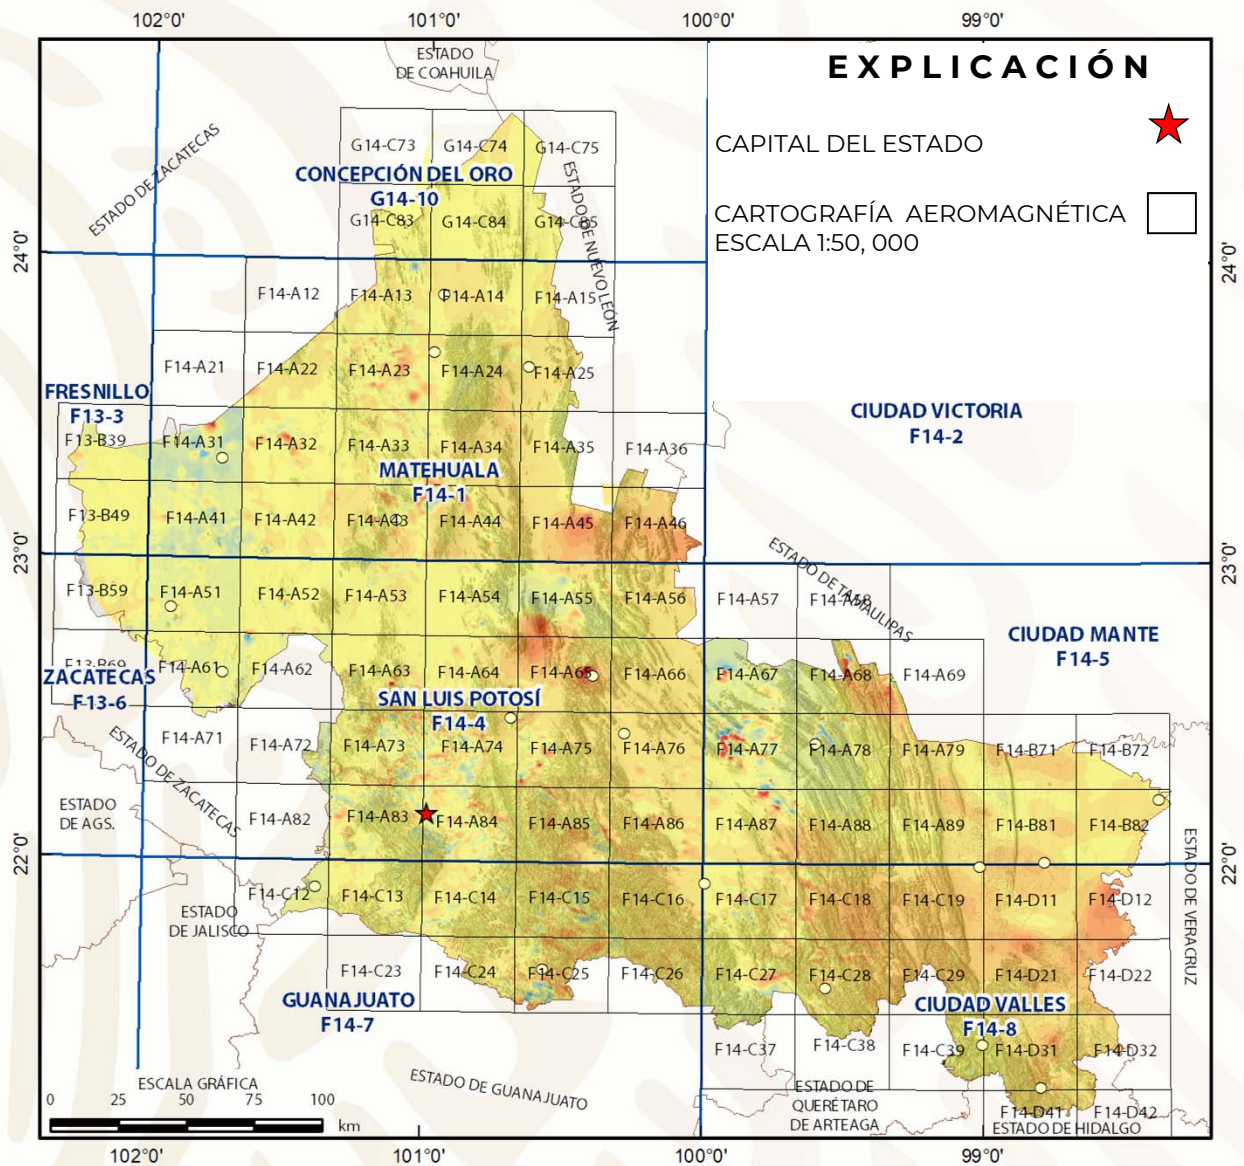 102°0'
101°0'
100°0'
99°0'
ESTADO
DE COAHUILA
EXPLICACIÓN
CAPITAL DEL ESTADO
CARTOGRAFÍA AEROMAGNÉTICA
ESCALA 1:50, 000
ESTADO DE ZACATECAS
G14-C73
G14-C74
G14-C75
CONCEPCIÓN DEL ORO
G14-10
ESTADO DE NUEVO LEÓN
G14-C83
G14-C84
G14-C85
24°0'
24°0'
F14-A12
F14-A13
F14-A14
F14-A15
F14-A21
F14-A22
F14-A23
F14-A24
F14-A25
FRESNILLO
F13-3
CIUDAD VICTORIA
F14-2
F13-B39
F14-A31
F14-A32
F14-A33
F14-A34
F14-A35
F14-A36
MATEHUALA
F14-1
F13-B49
F14-A41
F14-A42
F14-A43
F14-A44
F14-A45
F14-A46
23°0'
23°0'
ESTADO DE TAMAULIPAS
F13-B59
F14-A51
F14-A52
F14-A53
F14-A54
F14-A55
F14-A56
F14-A57
F14-A58
CIUDAD MANTE
F14-5
F13-B69
F14-A61
F14-A62
F14-A63
F14-A64
F14-A65
F14-A66
F14-A67
F14-A68
F14-A69
ZACATECAS
F13-6
SAN LUIS POTOSÍ
F14-4
F14-A71
F14-A72
F14-A73
F14-A74
F14-A75
F14-A76
F14-A77
F14-A78
F14-A79
F14-B71
F14-B72
ESTADO DE ZACATECAS
ESTADO
DE AGS.
F14-A82
F14-A83
F14-A84
F14-A85
F14-A86
F14-A87
F14-A88
F14-A89
F14-B81
F14-B82
22°0'
22°0'
ESTADO DE VERACRUZ
F14-C12
F14-C13
F14-C14
F14-C15
F14-C16
F14-C17
F14-C18
F14-C19
F14-D11
F14-D12
ESTADO
DE JALISCO
F14-C23
F14-C24
F14-C25
F14-C26
F14-C27
F14-C28
F14-C29
F14-D21
F14-D22
GUANAJUATO
F14-7
CIUDAD VALLES
F14-8
F14-C37
F14-C38
F14-C39
F14-D31
F14-D32
ESTADO DE GUANAJUATO
ESTADO DE
QUERÉTARO
DE ARTEAGA
F14-D41
F14-D42
ESTADO DE HIDALGO
ESCALA GRÁFICA
0 25 50 75 100
km
102°0'
101°0'
100°0'
99°0'